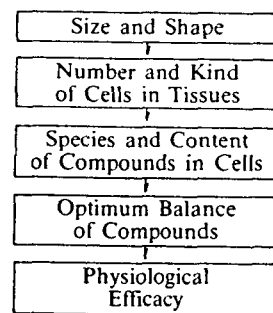 Size and Shape
Number and Kind
of Cells in Tissues
Species and Content
of Compounds in Cells
Optimum Balance
of Compounds
Physiological
Efficacy